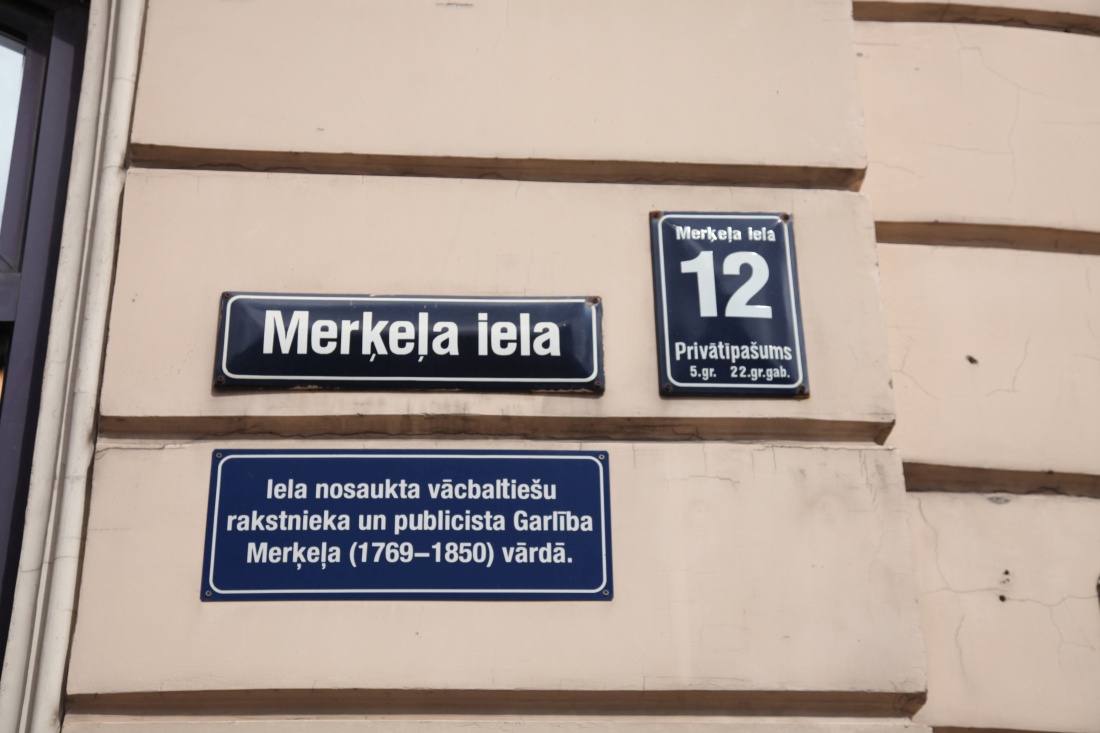 Merķeļa iela
Merķeļa iela
12
Privātīpašums
5.gr. 22.gr.gab.
Iela nosaukta vācbaltiešu
rakstnieka un publicista Garlība
Merķeļa (1769–1850) vārdā.